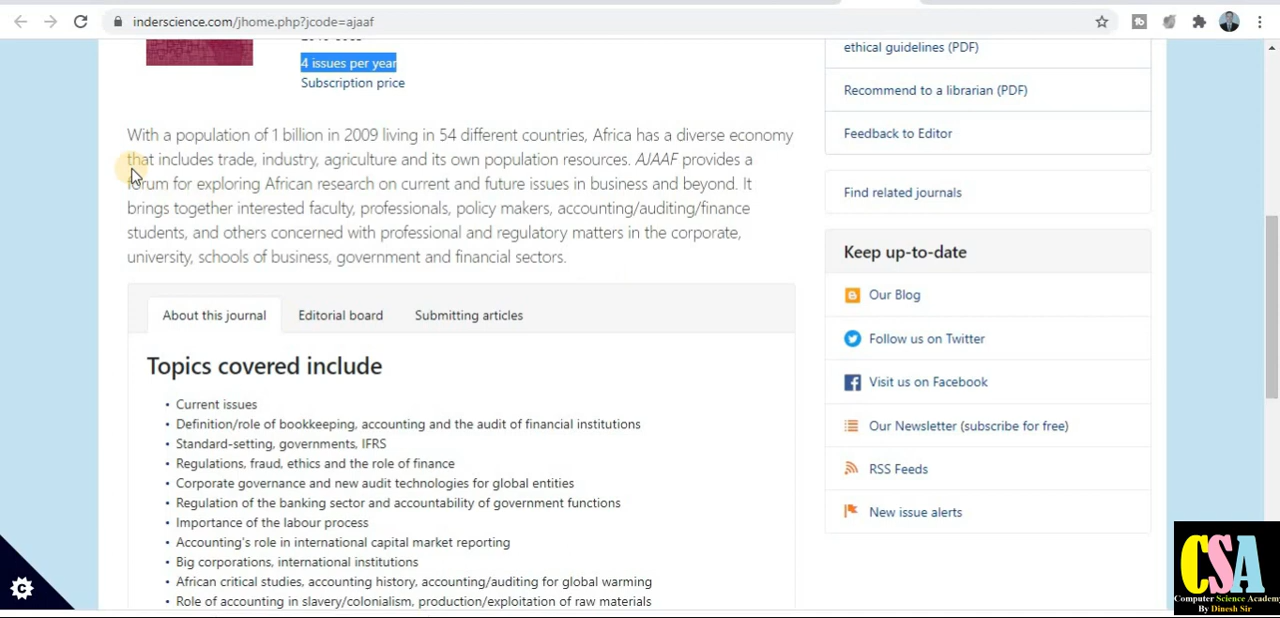 inderscience.com/jhome.php?jcode=ajaaf
4 issues per year
Subscription price
With a population of 1 billion in 2009 living in 54 different countries, Africa has a diverse economy
that includes trade, industry, agriculture and its own population resources. AJAAF provides a
forum for exploring African research on current and future issues in business and beyond. It
brings together interested faculty, professionals, policy makers, accounting/auditing/finance
students, and others concerned with professional and regulatory matters in the corporate,
university, schools of business, government and financial sectors.
About this journal
Editorial board
Submitting articles
Topics covered include
• Current issues
• Definition/role of bookkeeping, accounting and the audit of financial institutions
• Standard-setting, governments, IFRS
• Regulations, fraud, ethics and the role of finance
• Corporate governance and new audit technologies for global entities
• Regulation of the banking sector and accountability of government functions
• Importance of the labour process
• Accounting's role in international capital market reporting
• Big corporations, international institutions
• African critical studies, accounting history, accounting/auditing for global warming
• Role of accounting in slavery/colonialism, production/exploitation of raw materials
ethical guidelines (PDF)
Recommend to a librarian (PDF)
Feedback to Editor
Find related journals
Keep up-to-date
Our Blog
Follow us on Twitter
Visit us on Facebook
Our Newsletter (subscribe for free)
RSS Feeds
New issue alerts
CSA
Computer Science Academy
By Dinesh Sir